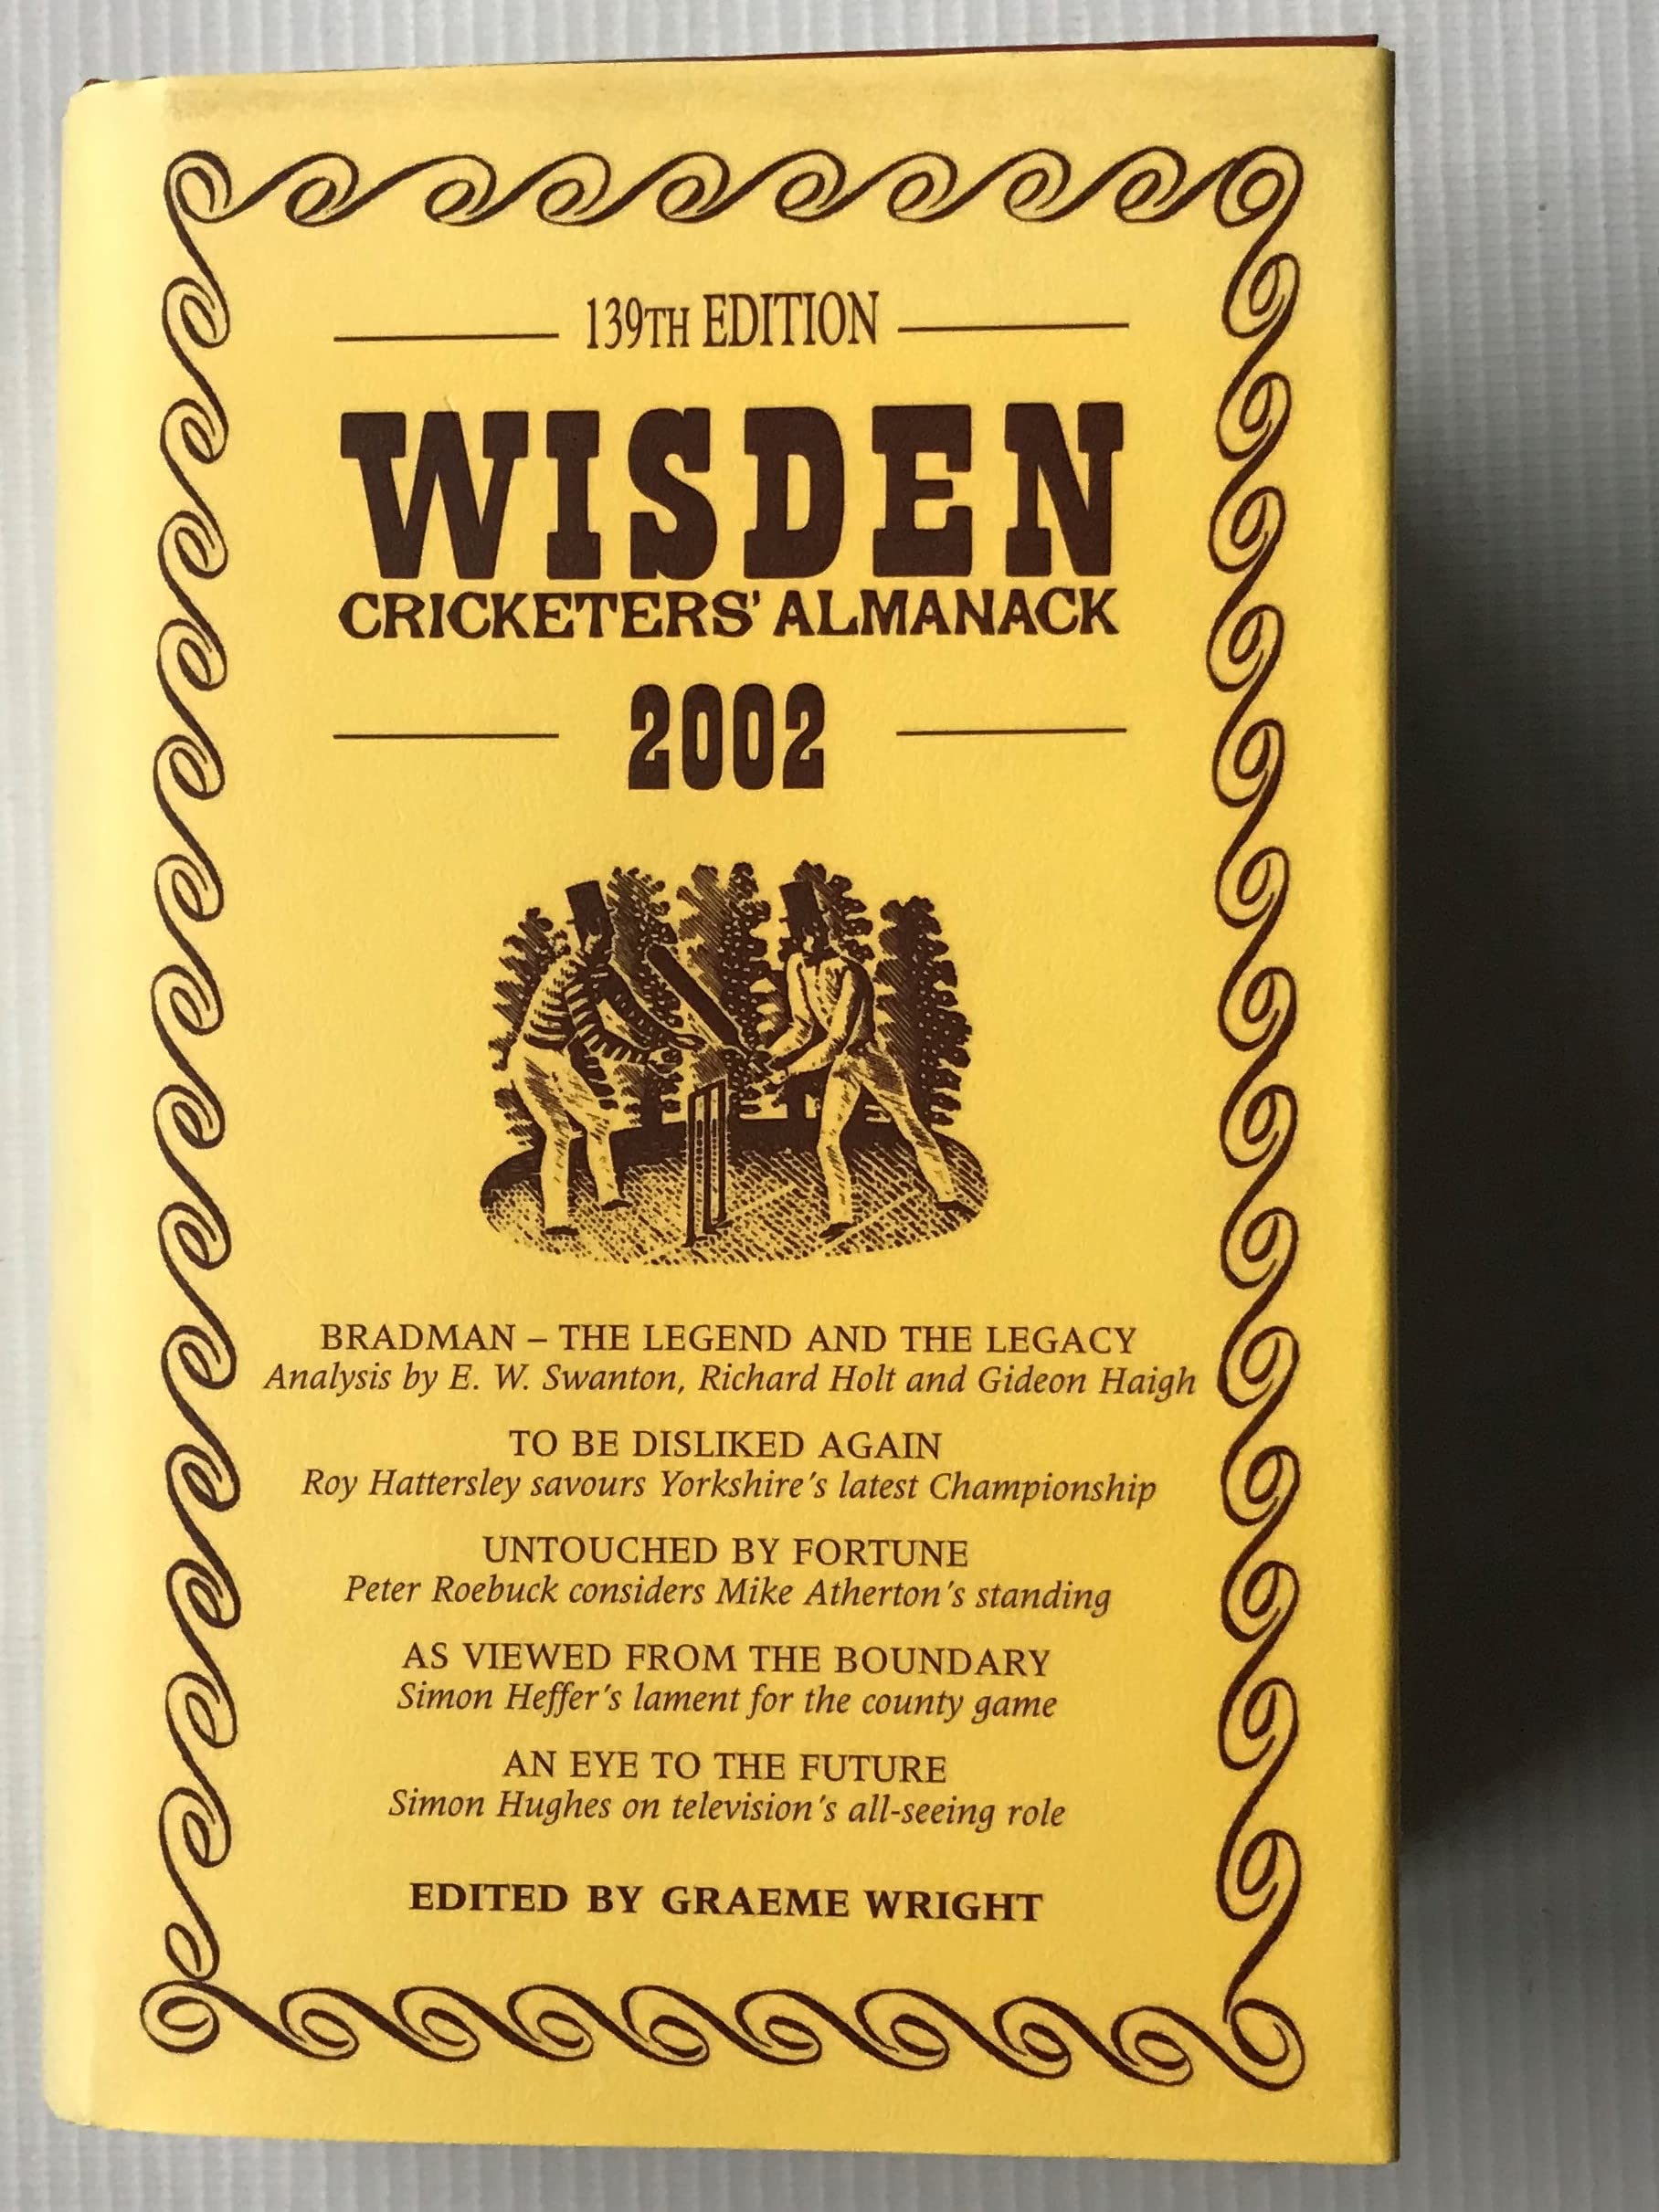 139TH EDITION
WISDEN
CRICKETERS' ALMANACK
2002
BRADMAN – THE LEGEND AND THE LEGACY
Analysis by E. W. Swanton, Richard Holt and Gideon Haigh
TO BE DISLIKED AGAIN
Roy Hattersley savours Yorkshire's latest Championship
UNTOUCHED BY FORTUNE
Peter Roebuck considers Mike Atherton's standing
AS VIEWED FROM THE BOUNDARY
Simon Heffer's lament for the county game
AN EYE TO THE FUTURE
Simon Hughes on television's all-seeing role
EDITED BY GRAEME WRIGHT